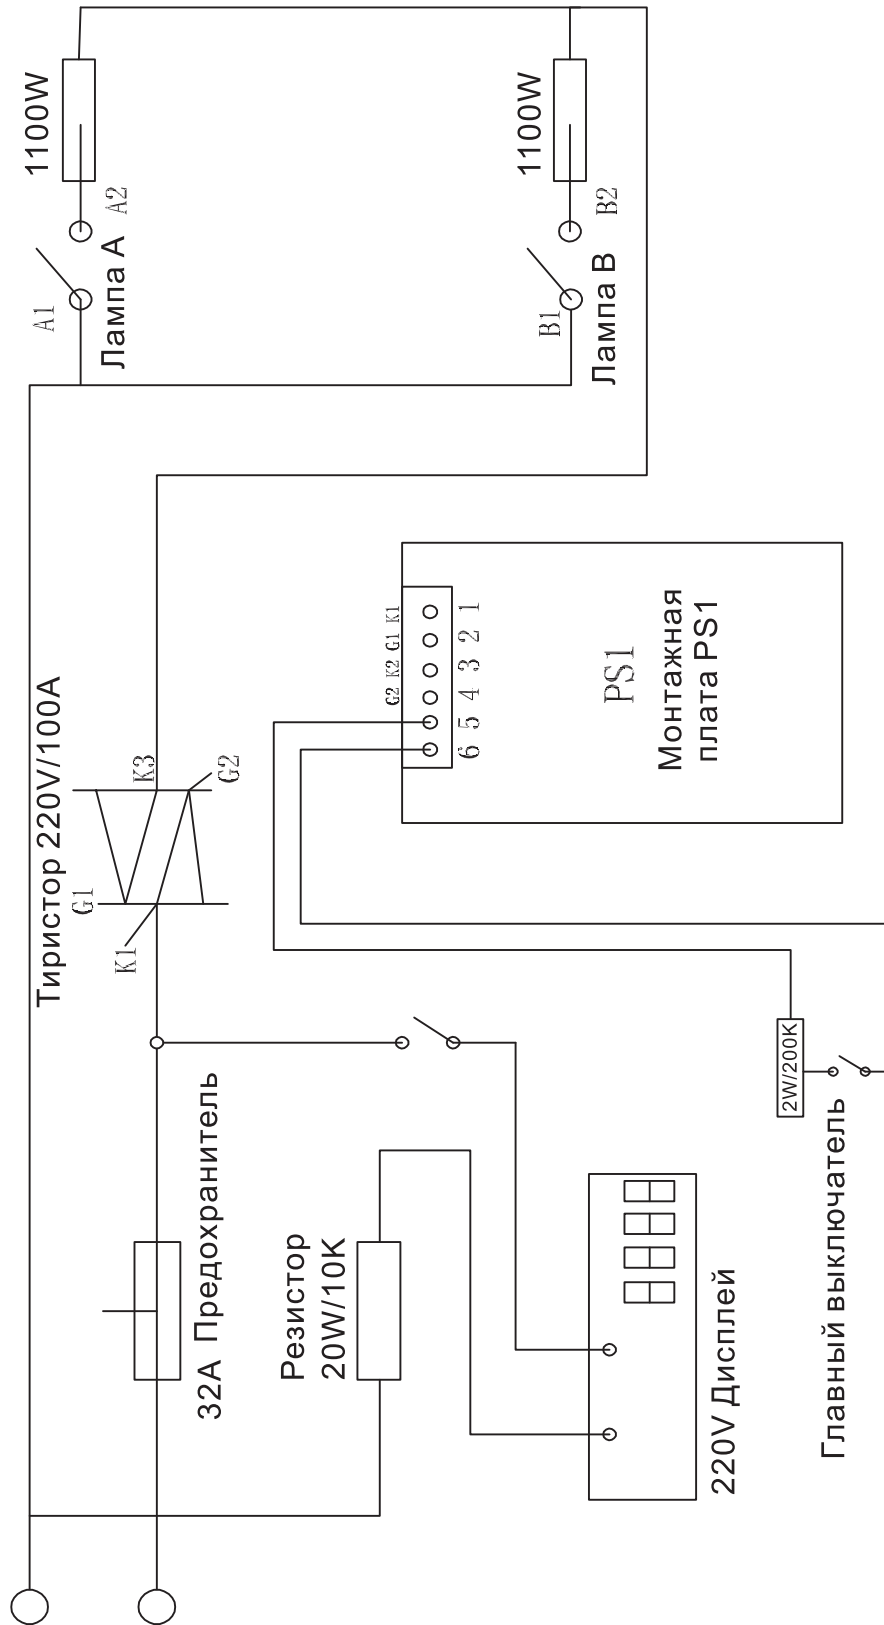 1100W
A2
A1
Лампа А
1100W
B2
B1
Лампа В
Тиристор 220V/100A
K3
G2
G1
K1
G2 K2 G1 K1
6 5 4 3 2 1
PS1
Монтажная
плата PS1
32A Предохранитель
Резистор
20W/10K
220V Дисплей
2W/200K
Главный выключатель